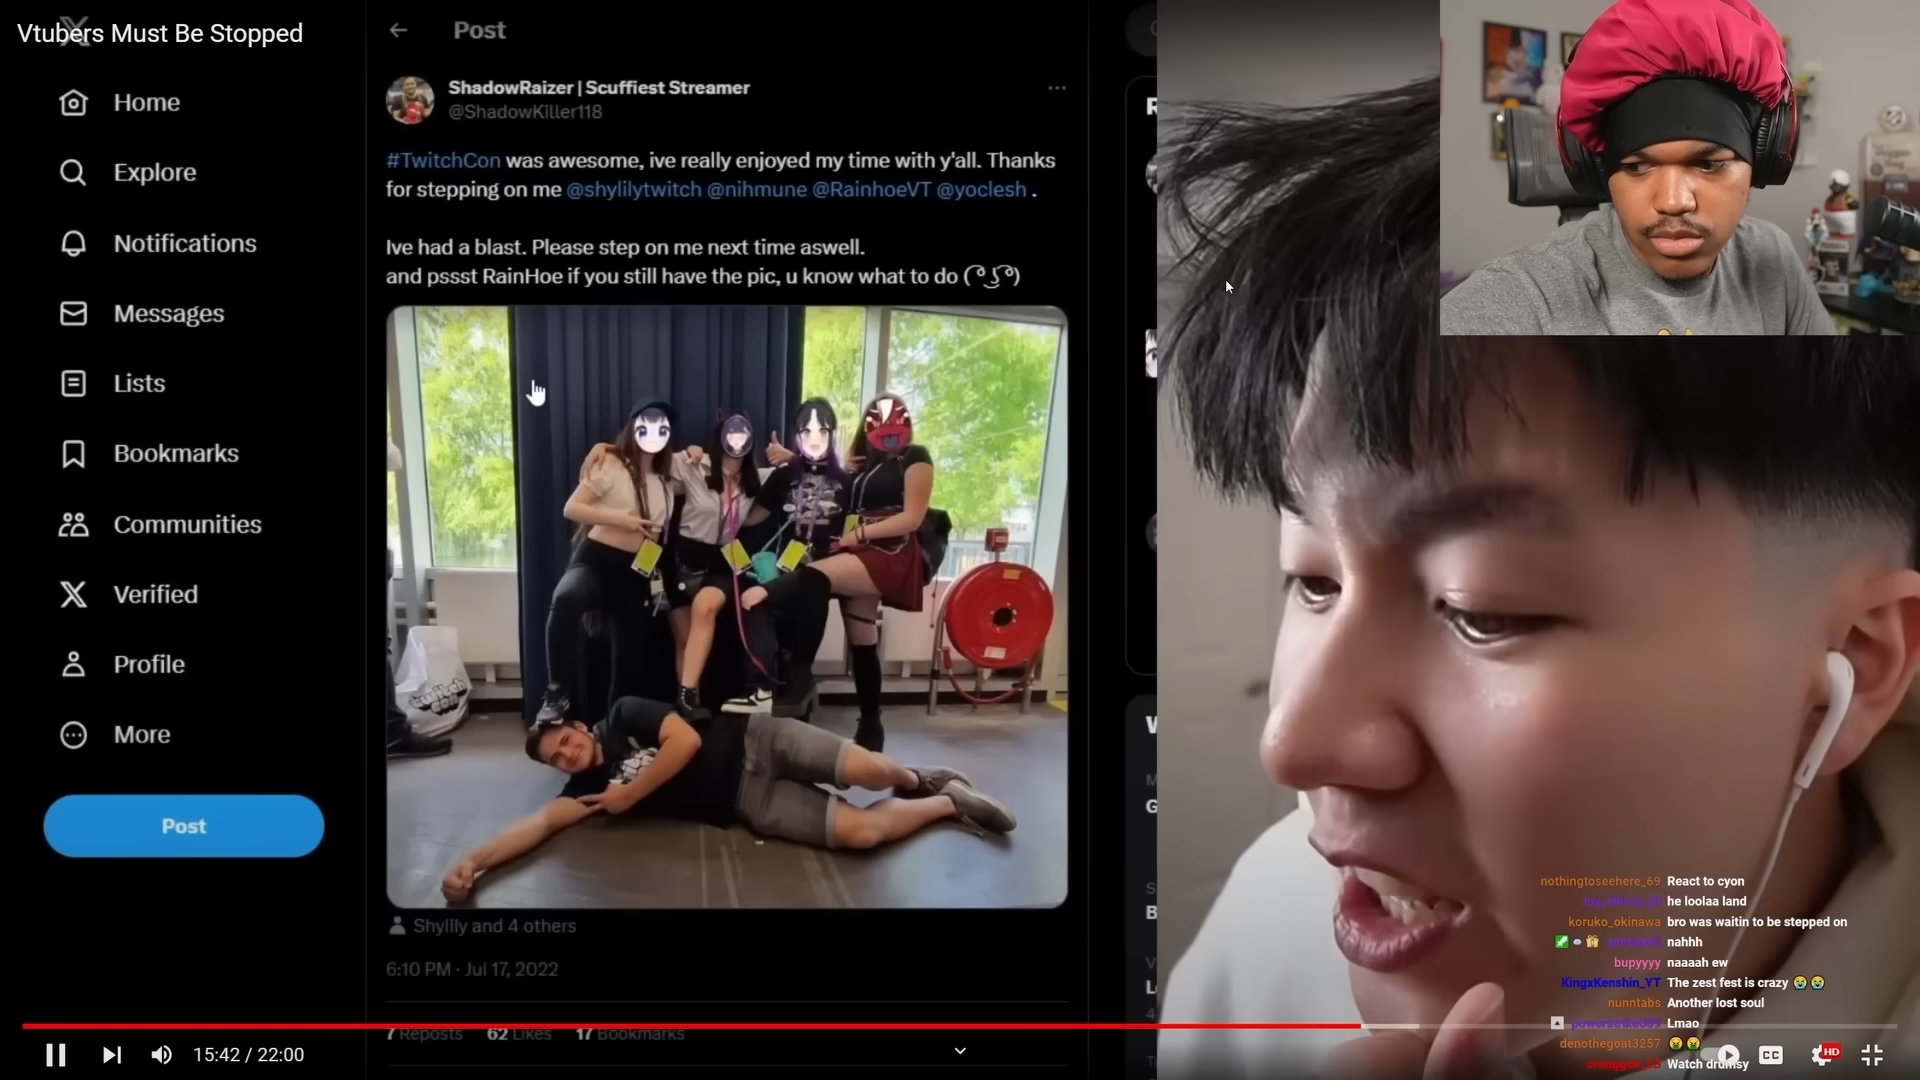 Vtubers Must Be Stopped
Home
Explore
Notifications
Messages
Lists
Bookmarks
Communities
Verified
Profile
More
Post
Post
ShadowRaizer | Scuffiest Streamer
@ShadowKiller118
#TwitchCon was awesome, ive really enjoyed my time with y'all. Thanks
for stepping on me @shylilytwitch @nihmune @RainhoeVT @yoclesh .
Ive had a blast. Please step on me next time aswell.
and pssst RainHoe if you still have the pic, u know what to do ( ͡° ͜ʖ ͡°)
Shylily and 4 others
6:10 PM · Jul 17, 2022
7 Reposts 62 Likes 17 Bookmarks
nothingtoseehere_69 React to cyon
he loolaa land
koruko_okinawa bro was waitin to be stepped on
nahhh
bupyyyy naaaah ew
KingxKenshin_YT The zest fest is crazy 😭 😭
nunntabs Another lost soul
Lmao
denothegoat3257 🤮 🤮
Watch drumsy
15:42 / 22:00
CC
HD